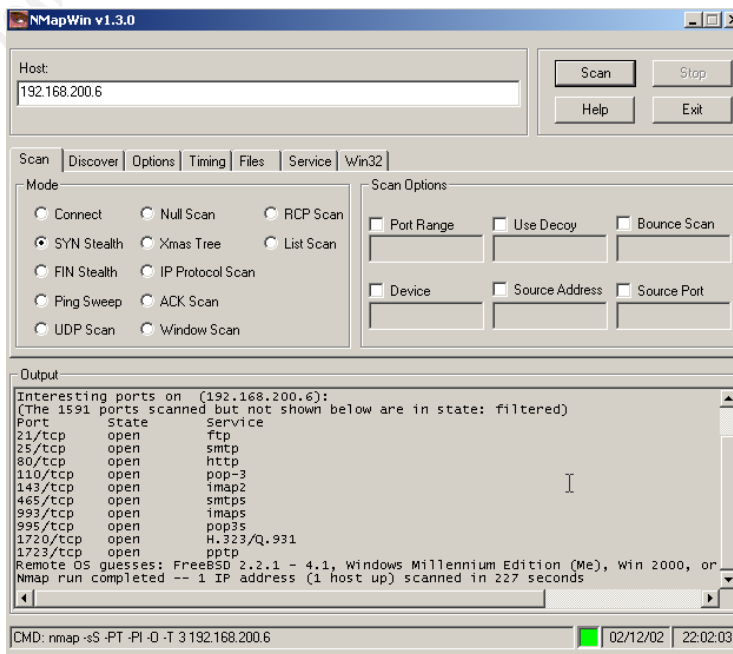 NMapWin v1.3.0
Host:
192.168.200.6
Scan Stop
Help Exit
Scan Discover Options Timing Files Service Win32
Mode
Connect Null Scan RCP Scan
SYN Stealth Xmas Tree List Scan
FIN Stealth IP Protocol Scan
Ping Sweep ACK Scan
UDP Scan Window Scan
Scan Options
Port Range Use Decoy Bounce Scan
Device Source Address Source Port
Output
Interesting ports on (192.168.200.6):
(The 1591 ports scanned but not shown below are in state: filtered)
Port State Service
21/tcp open ftp
25/tcp open smtp
80/tcp open http
110/tcp open pop-3
143/tcp open imap2
465/tcp open smtps
993/tcp open imaps
995/tcp open pop3s
1720/tcp open H.323/Q.931
1723/tcp open pptp
Remote OS guesses: FreeBSD 2.2.1 - 4.1, Windows Millennium Edition (Me), Win 2000, or
Nmap run completed -- 1 IP address (1 host up) scanned in 227 seconds
CMD: nmap -sS -PT -PI -O -T 3 192.168.200.6 02/12/02 22:02:03